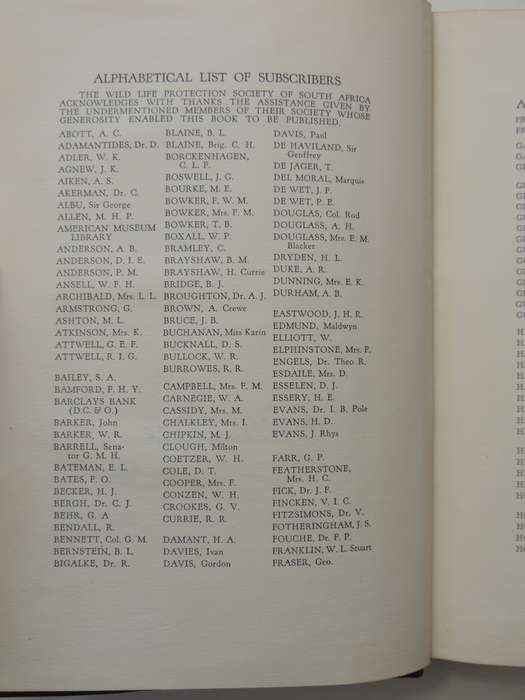 ALPHABETICAL LIST OF SUBSCRIBERS
THE WILD LIFE PROTECTION SOCIETY OF SOUTH AFRICA
ACKNOWLEDGES WITH THANKS THE ASSISTANCE GIVEN BY
THE UNDERMENTIONED MEMBERS OF THEIR SOCIETY WHOSE
GENEROSITY ENABLED THIS BOOK TO BE PUBLISHED.
ABOTT, A. C.
ADAMANTIDES, Dr. D.
ADLER, W. K.
AGNEW, J. K.
AIKEN, A. S.
AKERMAN, Dr. C.
ALBU, Sir George
ALLEN, M. H. P.
AMERICAN MUSEUM
LIBRARY
ANDERSON, A. B.
ANDERSON, D. I. E.
ANDERSON, P. M.
ANSELL, W. F. H.
ARCHIBALD, Mrs. L. L.
ARMSTRONG, G.
ASHTON, M. L.
ATKINSON, Mrs. K.
ATTWELL, G. E. F.
ATTWELL, R. I. G.
BAILEY, S. A.
BAMFORD, F. H. Y.
BARCLAYS BANK
(D.C. & O.)
BARKER, John
BARKER, W. R.
BARRELL, Sena-
tor G. M. H.
BATEMAN, E. L.
BATES, P. O.
BECKER, H. J.
BERGH, Dr. C. J.
BEHR, G. A
BENDALL, R.
BENNETT, Col. G. M.
BERNSTEIN, B. L.
BIGALKE, Dr. R.
BLAINE, B. L.
BLAINE, Brig. C. H.
BORCKENHAGEN,
C. L. F.
BOSWELL, J. G.
BOURKE, M. E.
BOWKER, F. W. M.
BOWKER, Mrs. F. M.
BOWKER, T. B.
BOXALL, W. P.
BRAMLEY, C.
BRAYSHAW, B. M.
BRAYSHAW, H. Currie
BRIDGE, B. J.
BROUGHTON, Dr. A. J.
BROWN, A. Crewe
BRUCE, J. B.
BUCHANAN, Miss Karin
BUCKNALL, D. S.
BULLOCK, W. R.
BURROWES, R. R.
CAMPBELL, Mrs. F. M.
CARNEGIE, W. A.
CASSIDY, Mrs. M.
CHALKLEY, Mrs. I.
CHIPKIN, M. J.
CLOUGH, Milton
COETZER, W. H.
COLE, D. T.
COOPER, Mrs. F.
CONZEN, W. H.
CROOKES, G. V.
CURRIE, R. R.
DAMANT, H. A.
DAVIES, Ivan
DAVIS, Gordon
DAVIS, Paul
DE HAVILAND, Sir
Geoffrey
DE JAGER, T.
DEL MORAL, Marquis
DE WET, J. F.
DE WET, P. E.
DOUGLAS, Col. Rod
DOUGLASS, A. H.
DOUGLASS, Mrs. E. M.
Blacker
DRYDEN, H. L.
DUKE, A. R.
DUNNING, Mrs. E. K.
DURHAM, A. B.
EASTWOOD, J. H. R.
EDMUND, Maldwyn
ELLIOTT, W.
ELPHINSTONE, Mrs. F.
ENGELS, Dr. Theo R.
ESDAILE, Mrs. D.
ESSELEN, D. J.
ESSERY, H. E.
EVANS, Dr. I. B. Pole
EVANS, H. D.
EVANS, J. Rhys
FARR, G. P.
FEATHERSTONE,
Mrs. H. C.
FICK, Dr. J. F.
FINCKEN, V. I. C.
FITZSIMONS, Dr. V.
FOTHERINGHAM, J. S.
FOUCHE, Dr. F. P.
FRANKLIN, W. L. Stuart
FRASER, Geo.